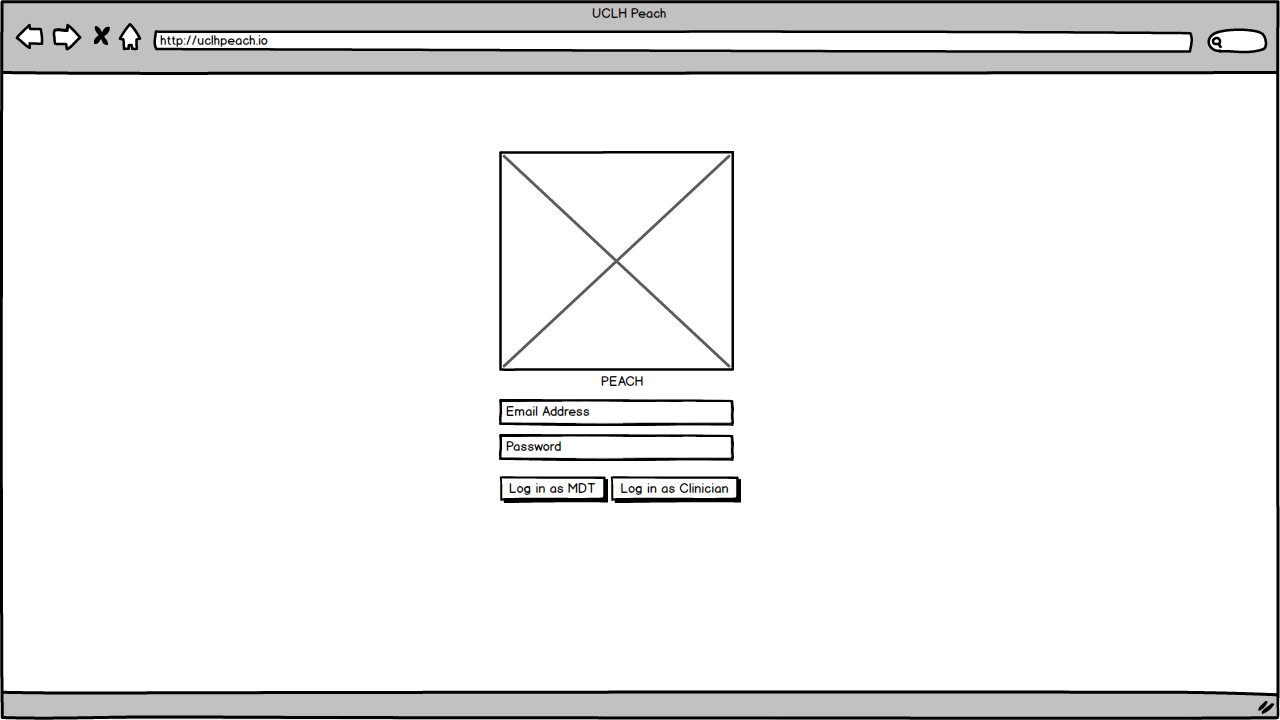 UCLH Peach
http://uclhpeach.io
PEACH
Email Address
Password
Log in as MDT Log in as Clinician